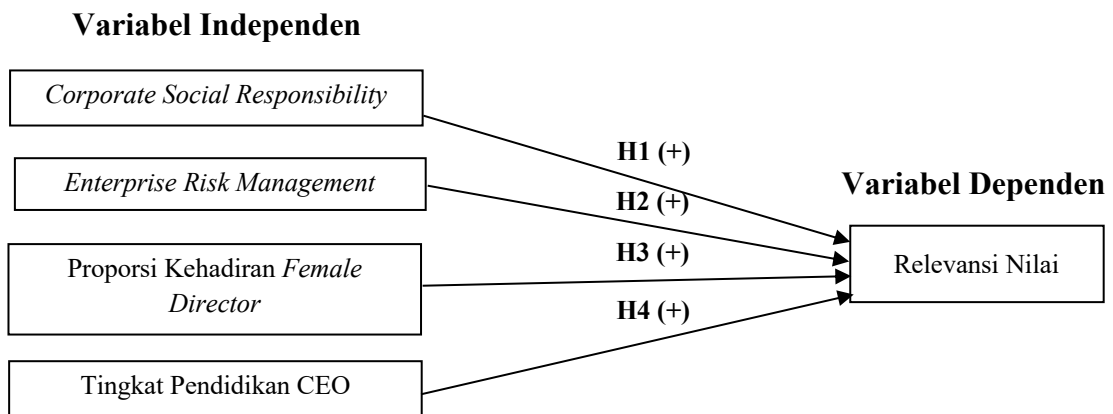 Variabel Independen
Corporate Social Responsibility
H1 (+)
Enterprise Risk Management
Variabel Dependen
H2 (+)
Proporsi Kehadiran Female
Director
H3 (+)
Relevansi Nilai
H4 (+)
Tingkat Pendidikan CEO